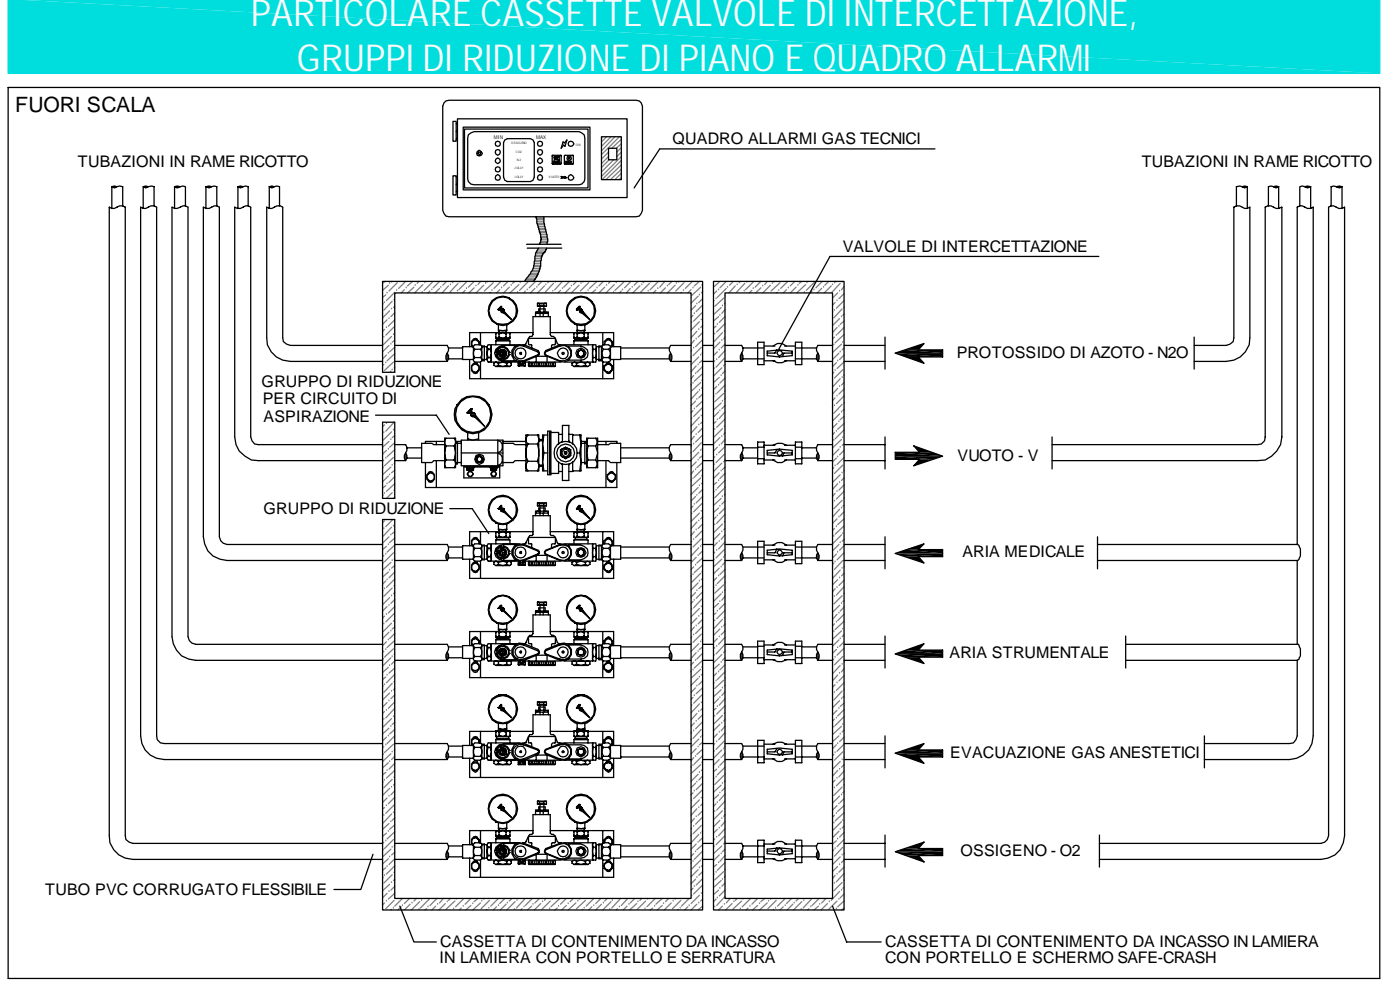 PARTICOLARE CASSETTE VALVOLE DI INTERCETTAZIONE,
GRUPPI DI RIDUZIONE DI PIANO E QUADRO ALLARMI
FUORI SCALA
TUBAZIONI IN RAME RICOTTO
MIN
MAX
QUADRO ALLARMI GAS TECNICI
TUBAZIONI IN RAME RICOTTO
VALVOLE DI INTERCETTAZIONE
PROTOSSIDO DI AZOTO - N2O
GRUPPO DI RIDUZIONE
PER CIRCUITO DI
ASPIRAZIONE
VUOTO - V
GRUPPO DI RIDUZIONE
ARIA MEDICALE
ARIA STRUMENTALE
EVACUAZIONE GAS ANESTETICI
OSSIGENO - O2
TUBO PVC CORRUGATO FLESSIBILE
CASSETTA DI CONTENIMENTO DA INCASSO
IN LAMIERA CON PORTELLO E SERRATURA
CASSETTA DI CONTENIMENTO DA INCASSO IN LAMIERA
CON PORTELLO E SCHERMO SAFE-CRASH